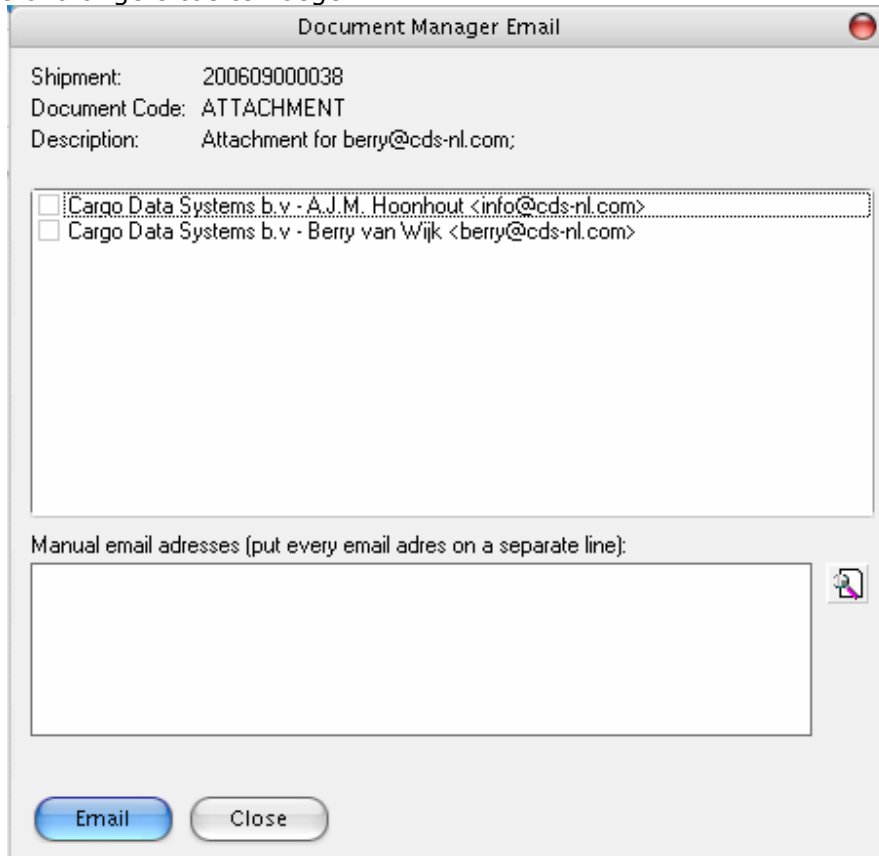 Document Manager Email
Shipment: 200609000038
Document Code: ATTACHMENT
Description: Attachment for berry@cds-nl.com;
Cargo Data Systems b.v - A.J.M. Hoonhout <info@cds-nl.com>
Cargo Data Systems b.v - Berry van Wijk <berry@cds-nl.com>
Manual email adresses (put every email adres on a separate line):
Email Close